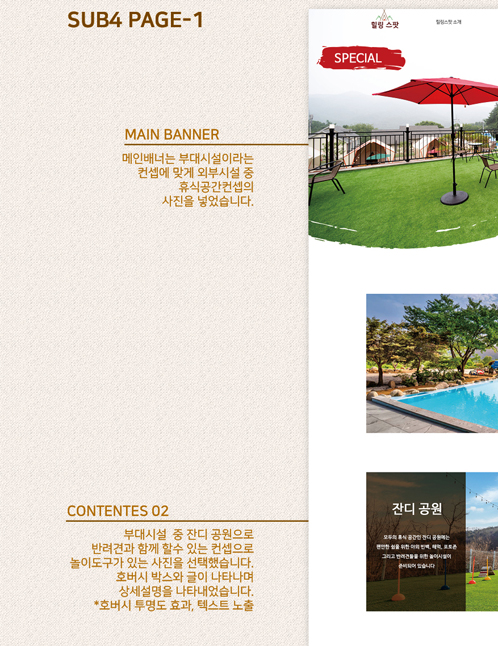 SUB4 PAGE-1
힐링 스팟
힐링스팟 소개
SPECIAL
MAIN BANNER
메인배너는 부대시설이라는
컨셉에 맞게 외부시설 중
휴식공간컨셉의
사진을 넣었습니다.
CONTENTES 02
부대시설 중 잔디 공원으로
반려견과 함께 할수 있는 컨셉으로
놀이도구가 있는 사진을 선택했습니다.
호버시 박스와 글이 나타나며
상세설명을 나타내었습니다.
*호버시 투명도 효과, 텍스트 노출
잔디 공원
모두의 휴식 공간인 잔디 공원에는
편안한 쉼을 위한 야외 빈백, 해먹, 포토존
그리고 반려견들을 위한 놀이시설이
준비되어 있습니다